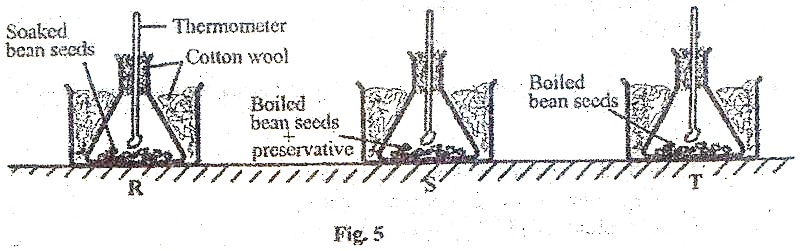 Soaked
bean seeds
Thermometer
Cotton wool
Boiled
bean seeds
+
preservative
Boiled
bean seeds
R
S
T
Fig. 5